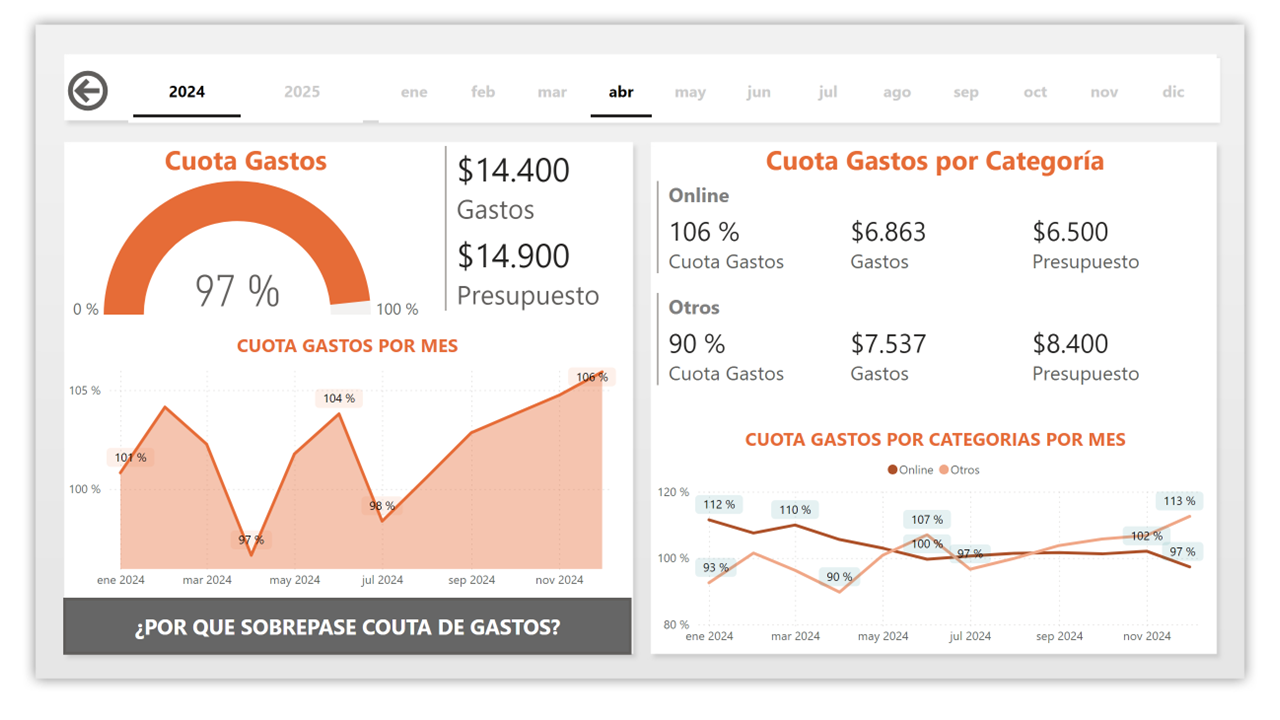 2024 2025 ene feb mar abr may jun jul ago sep oct nov dic
Cuota Gastos
97 %
0 % 100 %
$14.400
Gastos
$14.900
Presupuesto
CUOTA GASTOS POR MES
105 %
100 %
101 % 97 % 104 % 98 % 106 %
ene 2024 mar 2024 may 2024 jul 2024 sep 2024 nov 2024
¿POR QUE SOBREPASE COUTA DE GASTOS?
Cuota Gastos por Categoría
Online
106 % $6.863 $6.500
Cuota Gastos Gastos Presupuesto
Otros
90 % $7.537 $8.400
Cuota Gastos Gastos Presupuesto
CUOTA GASTOS POR CATEGORIAS POR MES
Online Otros
120 %
100 %
80 %
112 % 110 % 107 % 113 %
100 % 97 % 102 % 97 %
93 % 90 %
ene 2024 mar 2024 may 2024 jul 2024 sep 2024 nov 2024